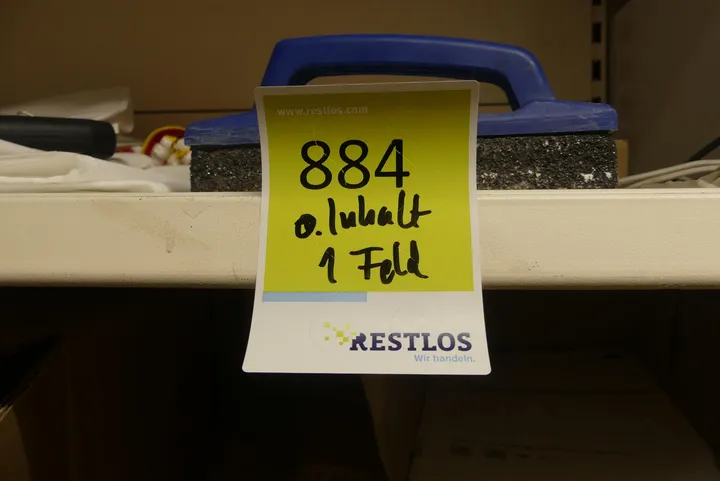 www.restlos.com
884
o. Inhalt
1 Feld
RESTLOS
Wir handeln.